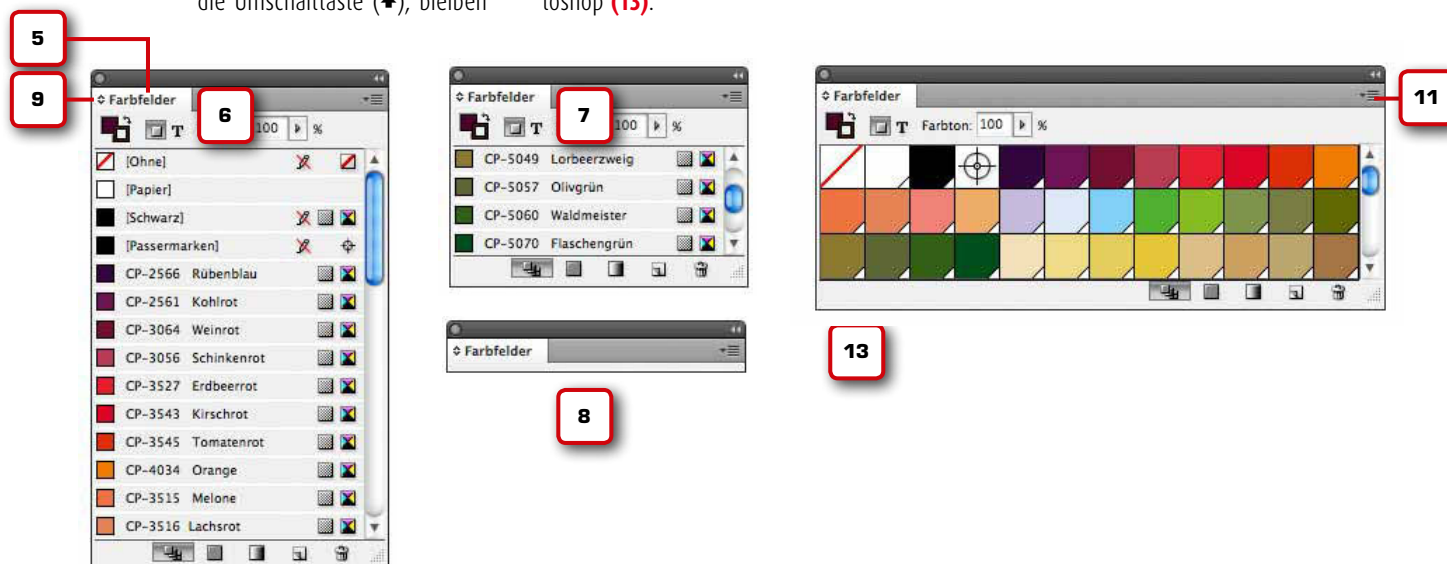 die Umschaltaste (🠅), bleiben
toshop (13).
5
9
Farbfelder
6
100 %
[Ohne]
[Papier]
[Schwarz]
[Passermarken]
CP-2566 Rübenblau
CP-2561 Kohlrot
CP-3064 Weinrot
CP-3056 Schinkenrot
CP-3527 Erdbeerrot
CP-3543 Kirschrot
CP-3545 Tomatenrot
CP-4034 Orange
CP-3515 Melone
CP-3516 Lachsrot
Farbfelder
T
7
100 %
CP-5049 Lorbeerzweig
CP-5057 Olivgrün
CP-5060 Waldmeister
CP-5070 Flaschengrün
Farbfelder
8
Farbfelder
11
T Farbton: 100 %
13